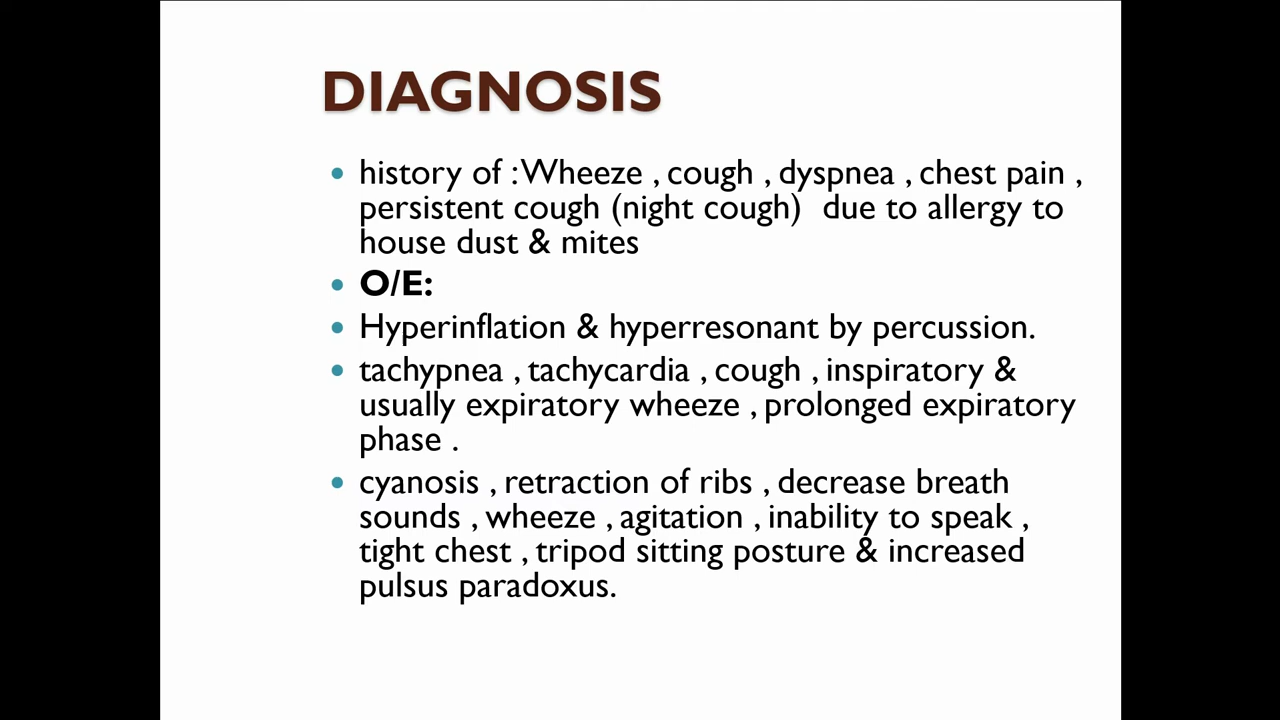 DIAGNOSIS
• history of :Wheeze , cough , dyspnea , chest pain ,
persistent cough (night cough)  due to allergy to
house dust & mites
• O/E:
• Hyperinflation & hyperresonant by percussion.
• tachypnea , tachycardia , cough , inspiratory &
usually expiratory wheeze , prolonged expiratory
phase .
• cyanosis , retraction of ribs , decrease breath
sounds , wheeze , agitation , inability to speak ,
tight chest , tripod sitting posture & increased
pulsus paradoxus.